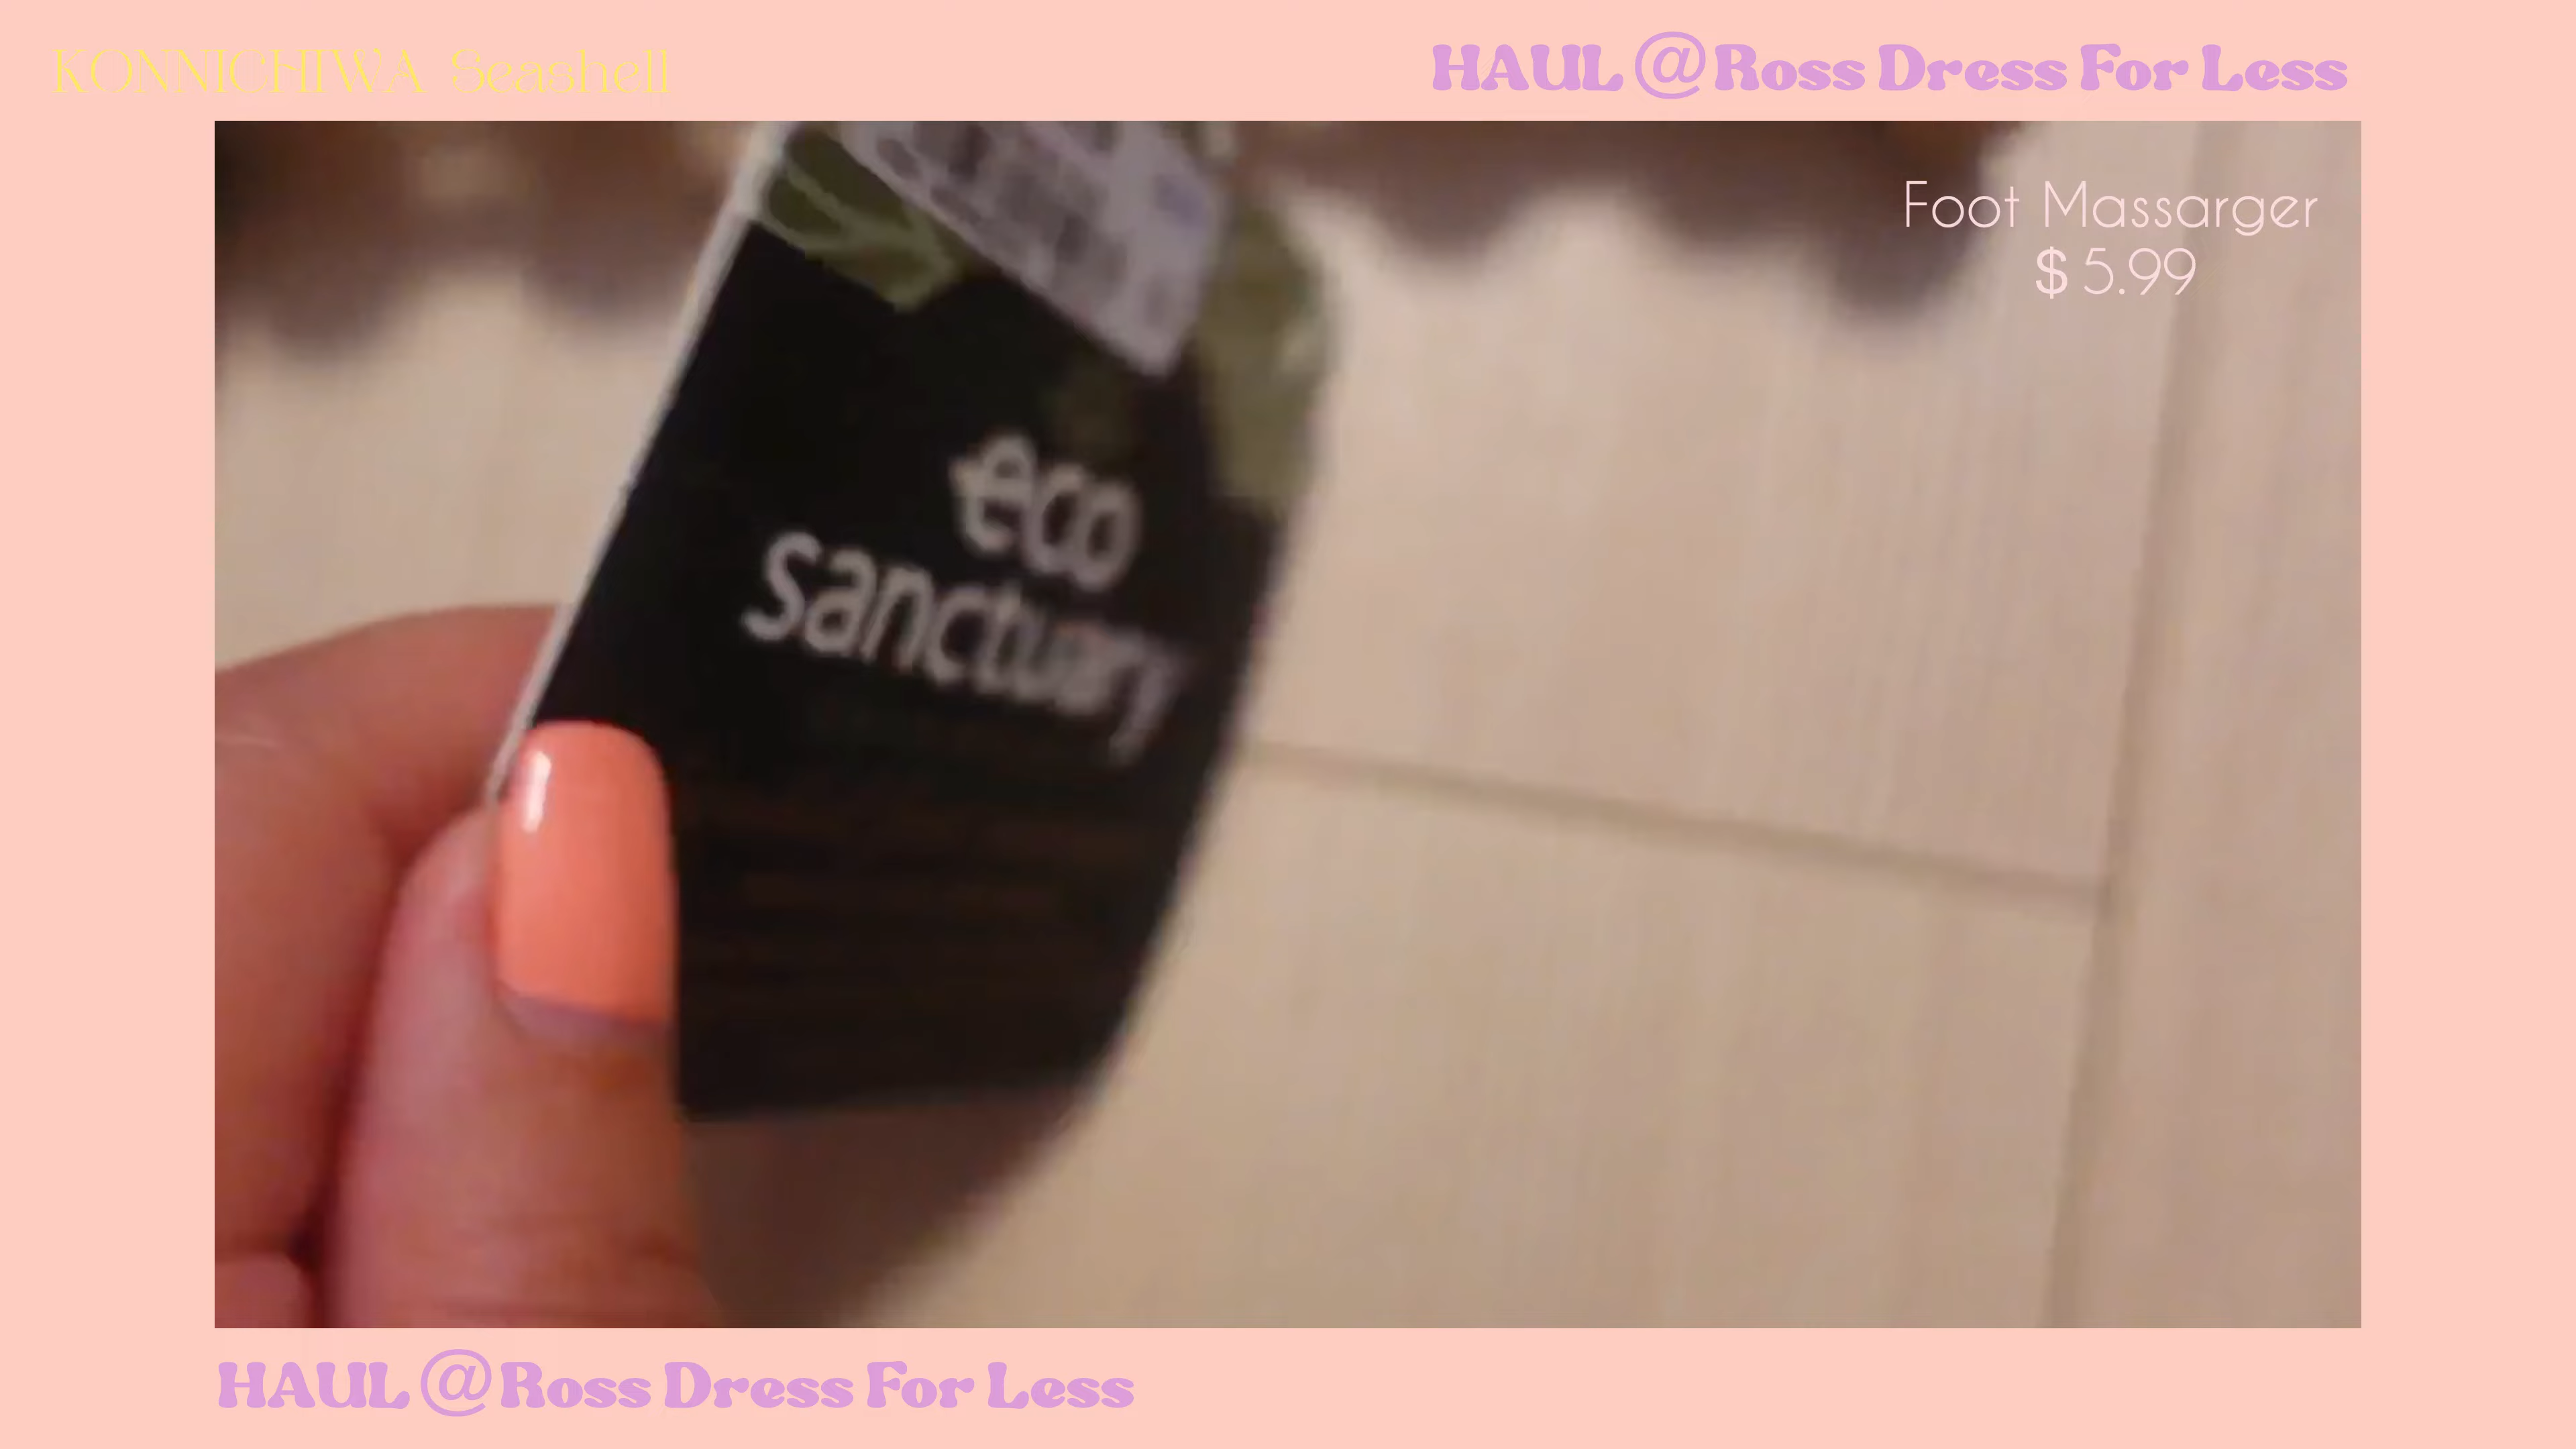 KONNICHIWA Seashell
HAUL @Ross Dress For Less
Foot Massarger
$5.99
eco
sanctuary
HAUL @Ross Dress For Less